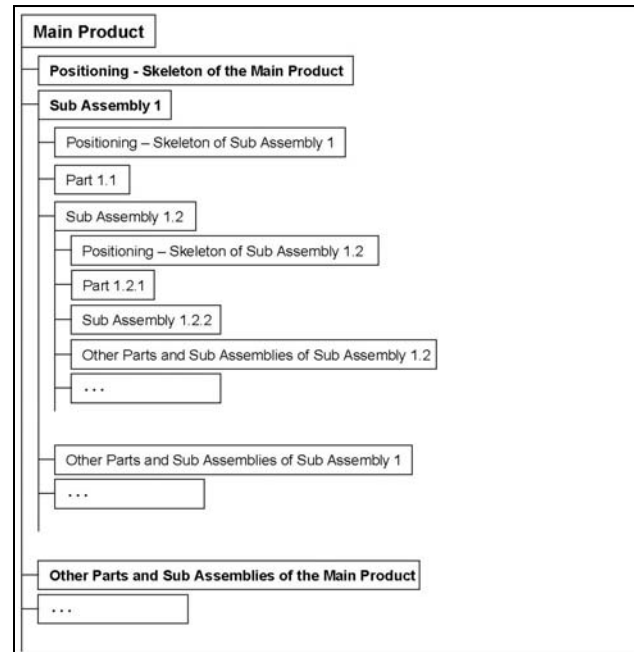 Main Product
Positioning - Skeleton of the Main Product
Sub Assembly 1
Positioning – Skeleton of Sub Assembly 1
Part 1.1
Sub Assembly 1.2
Positioning – Skeleton of Sub Assembly 1.2
Part 1.2.1
Sub Assembly 1.2.2
Other Parts and Sub Assemblies of Sub Assembly 1.2
...
Other Parts and Sub Assemblies of Sub Assembly 1
...
Other Parts and Sub Assemblies of the Main Product
...